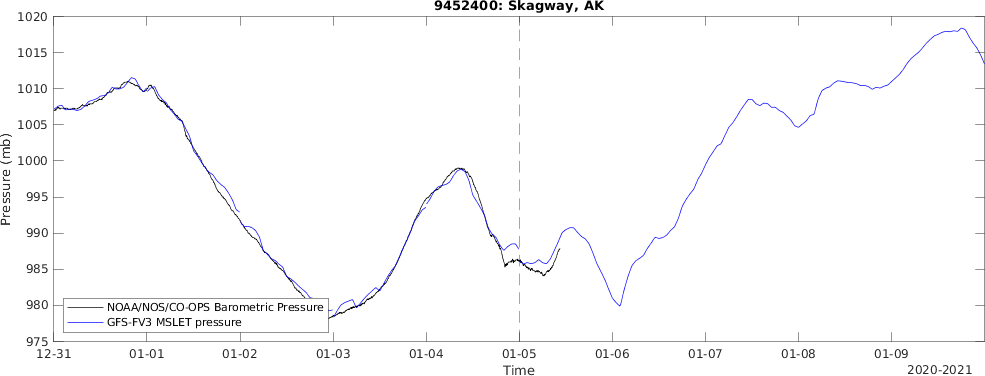 9452400: Skagway, AK
1020
1015
1010
1005
1000
995
990
985
980
975
Pressure (mb)
NOAA/NOS/CO-OPS Barometric Pressure
GFS-FV3 MSLET pressure
12-31 01-01 01-02 01-03 01-04 01-05 01-06 01-07 01-08 01-09
Time
2020-2021